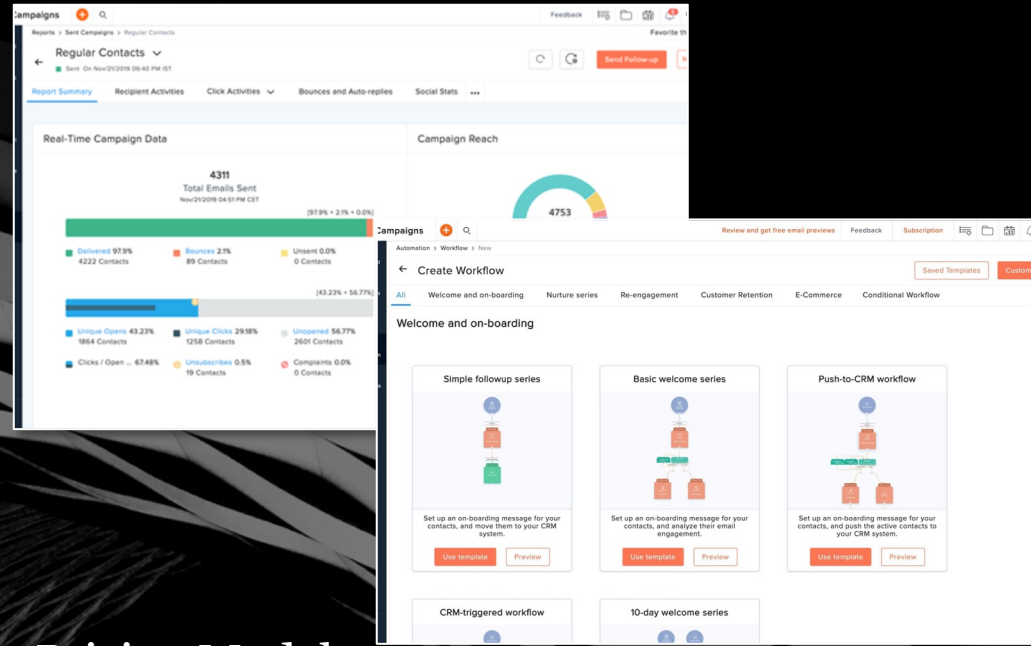 Campaigns
Feedback
Reports > Sent Campaigns > Regular Contacts
Favorite th
Regular Contacts
Sent On Nov/21/2019 06:40 PM IST
Send Follow-up
Report Summary Recipient Activities Click Activities Bounces and Auto-replies Social Stats
Real-Time Campaign Data
Campaign Reach
4311
Total Emails Sent
Nov/21/2019 04:51 PM CET
[97.9% + 2.1% + 0.0%]
Delivered 97.9% Bounces 2.1% Unsent 0.0%
4222 Contacts 89 Contacts 0 Contacts
[43.23% + 56.77%]
Unique Opens 43.23% Unique Clicks 29.18% Unopened 56.77%
1864 Contacts 1258 Contacts 2601 Contacts
Clicks / Open ... 67.48% Unsubscribes 0.5% Complaints 0.0%
19 Contacts 0 Contacts
4753
Campaigns
Review and get free email previews Feedback Subscription
Automation > Workflow > New
Create Workflow
Saved Templates Custom
All Welcome and on-boarding Nurture series Re-engagement Customer Retention E-Commerce Conditional Workflow
Welcome and on-boarding
Simple followup series Basic welcome series Push-to-CRM workflow
Set up an on-boarding message for your contacts, and move them to your CRM system.
Set up an on-boarding message for your contacts, and analyze their email engagement.
Set up an on-boarding message for your contacts, and push the active contacts to your CRM system.
Use template Preview Use template Preview Use template Preview
CRM-triggered workflow 10-day welcome series